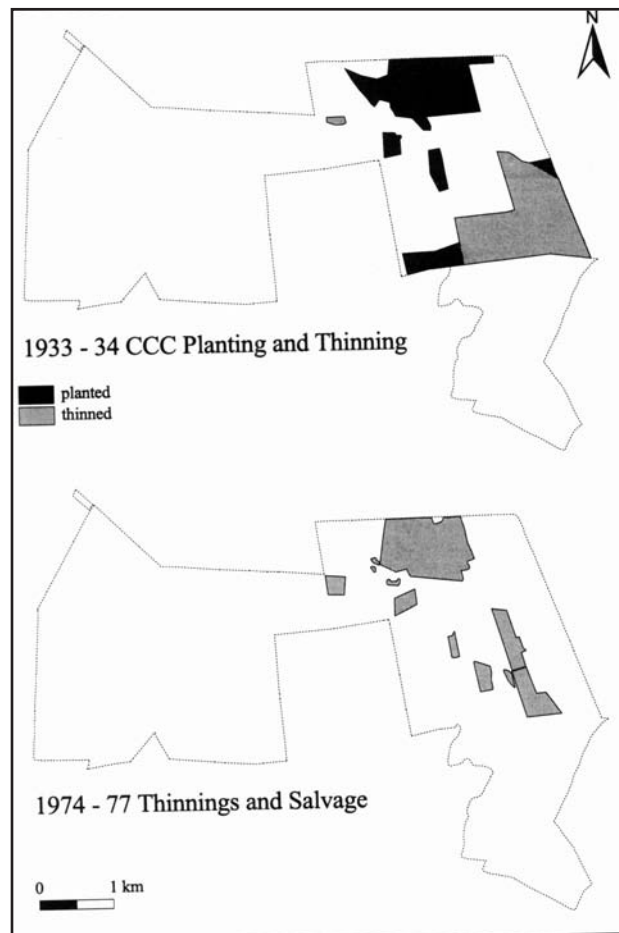 N
1933 - 34 CCC Planting and Thinning
planted
thinned
1974 - 77 Thinnings and Salvage
0 1 km